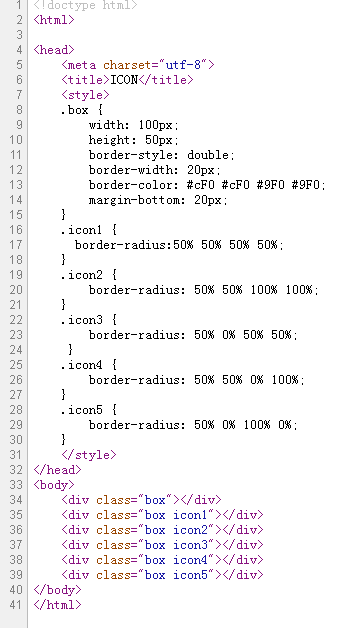 1 <!doctype html>
2 <html>
3
4 <head>
5 <meta charset="utf-8">
6 <title>ICON</title>
7 <style>
8 .box {
9 width: 100px;
10 height: 50px;
11 border-style: double;
12 border-width: 20px;
13 border-color: #cF0 #cF0 #9F0 #9F0;
14 margin-bottom: 20px;
15 }
16 .icon1 {
17 border-radius:50% 50% 50% 50%;
18 }
19 .icon2 {
20 border-radius: 50% 50% 100% 100%;
21 }
22 .icon3 {
23 border-radius: 50% 0% 50% 50%;
24 }
25 .icon4 {
26 border-radius: 50% 50% 0% 100%;
27 }
28 .icon5 {
29 border-radius: 50% 0% 100% 0%;
30 }
31 </style>
32 </head>
33 <body>
34 <div class="box"></div>
35 <div class="box icon1"></div>
36 <div class="box icon2"></div>
37 <div class="box icon3"></div>
38 <div class="box icon4"></div>
39 <div class="box icon5"></div>
40 </body>
41 </html>